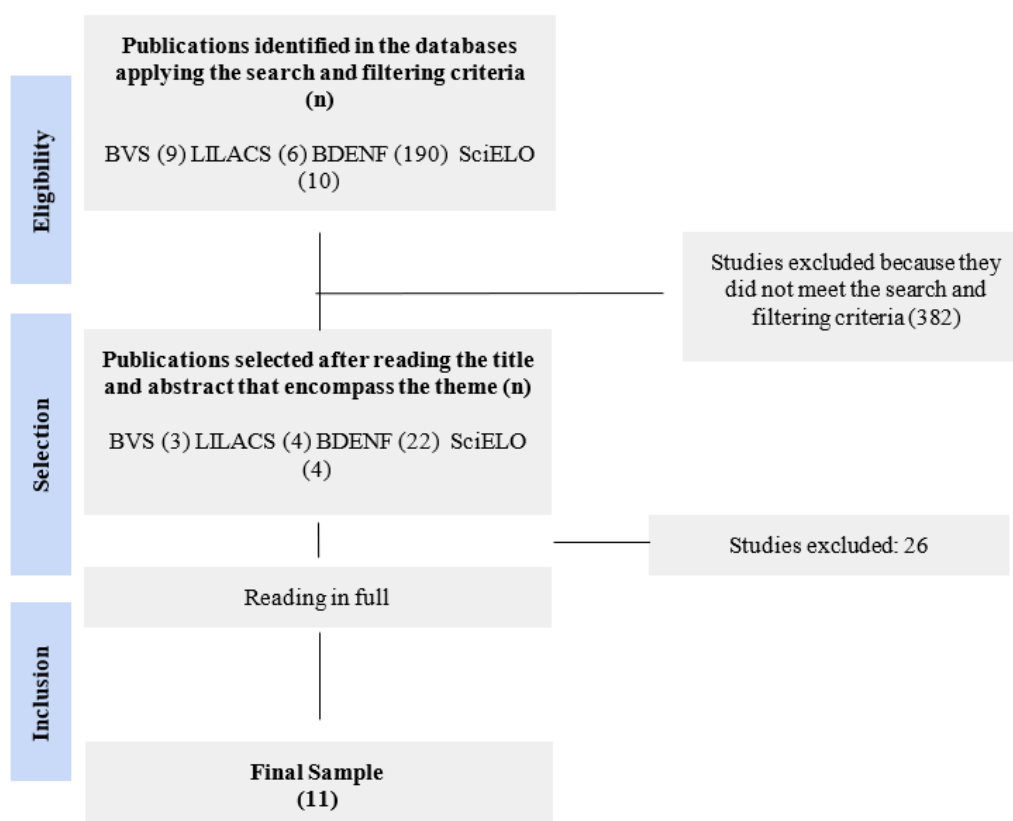 Eligibility
Publications identified in the databases
applying the search and filtering criteria
(n)
BVS (9) LILACS (6) BDENF (190) SciELO
(10)
Studies excluded because they
did not meet the search and
filtering criteria (382)
Selection
Publications selected after reading the title
and abstract that encompass the theme (n)
BVS (3) LILACS (4) BDENF (22) SciELO
(4)
Studies excluded: 26
Reading in full
Inclusion
Final Sample
(11)